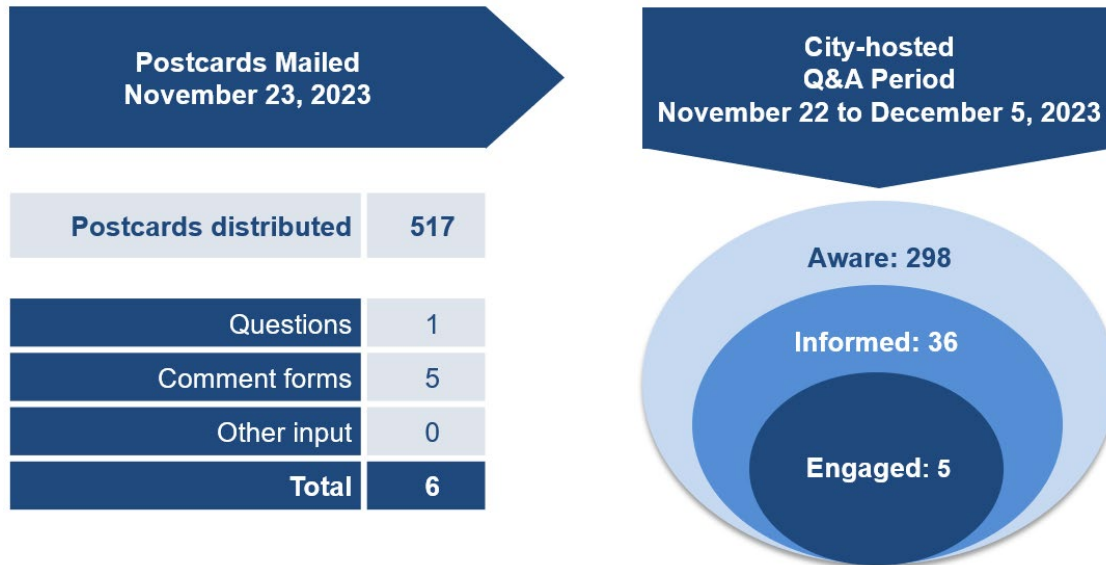 Postcards Mailed
November 23, 2023
Postcards distributed 517
Questions 1
Comment forms 5
Other input 0
Total 6
City-hosted
Q&A Period
November 22 to December 5, 2023
Aware: 298
Informed: 36
Engaged: 5